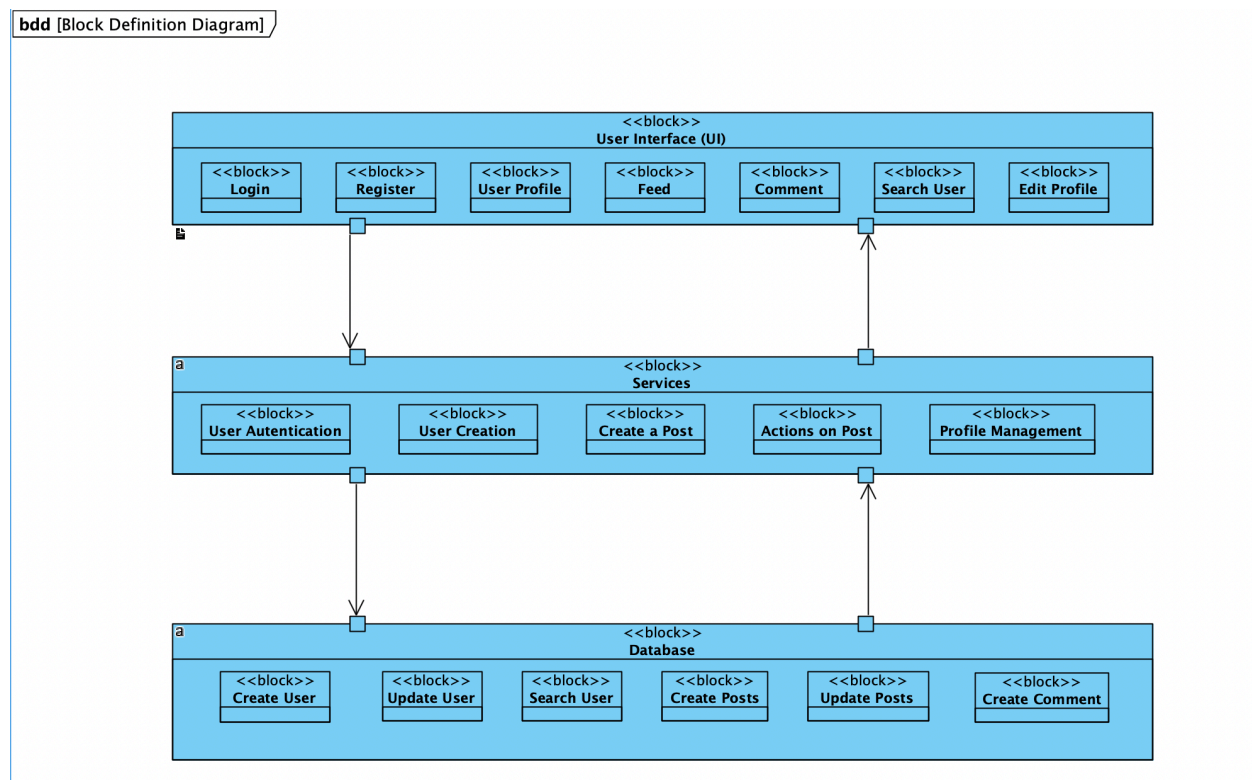 bdd [Block Definition Diagram]
<<block>>
User Interface (UI)
<<block>> <<block>> <<block>> <<block>> <<block>> <<block>> <<block>>
Login Register User Profile Feed Comment Search User Edit Profile
a
<<block>>
Services
<<block>> <<block>> <<block>> <<block>> <<block>>
User Autentication User Creation Create a Post Actions on Post Profile Management
a
<<block>>
Database
<<block>> <<block>> <<block>> <<block>> <<block>> <<block>>
Create User Update User Search User Create Posts Update Posts Create Comment